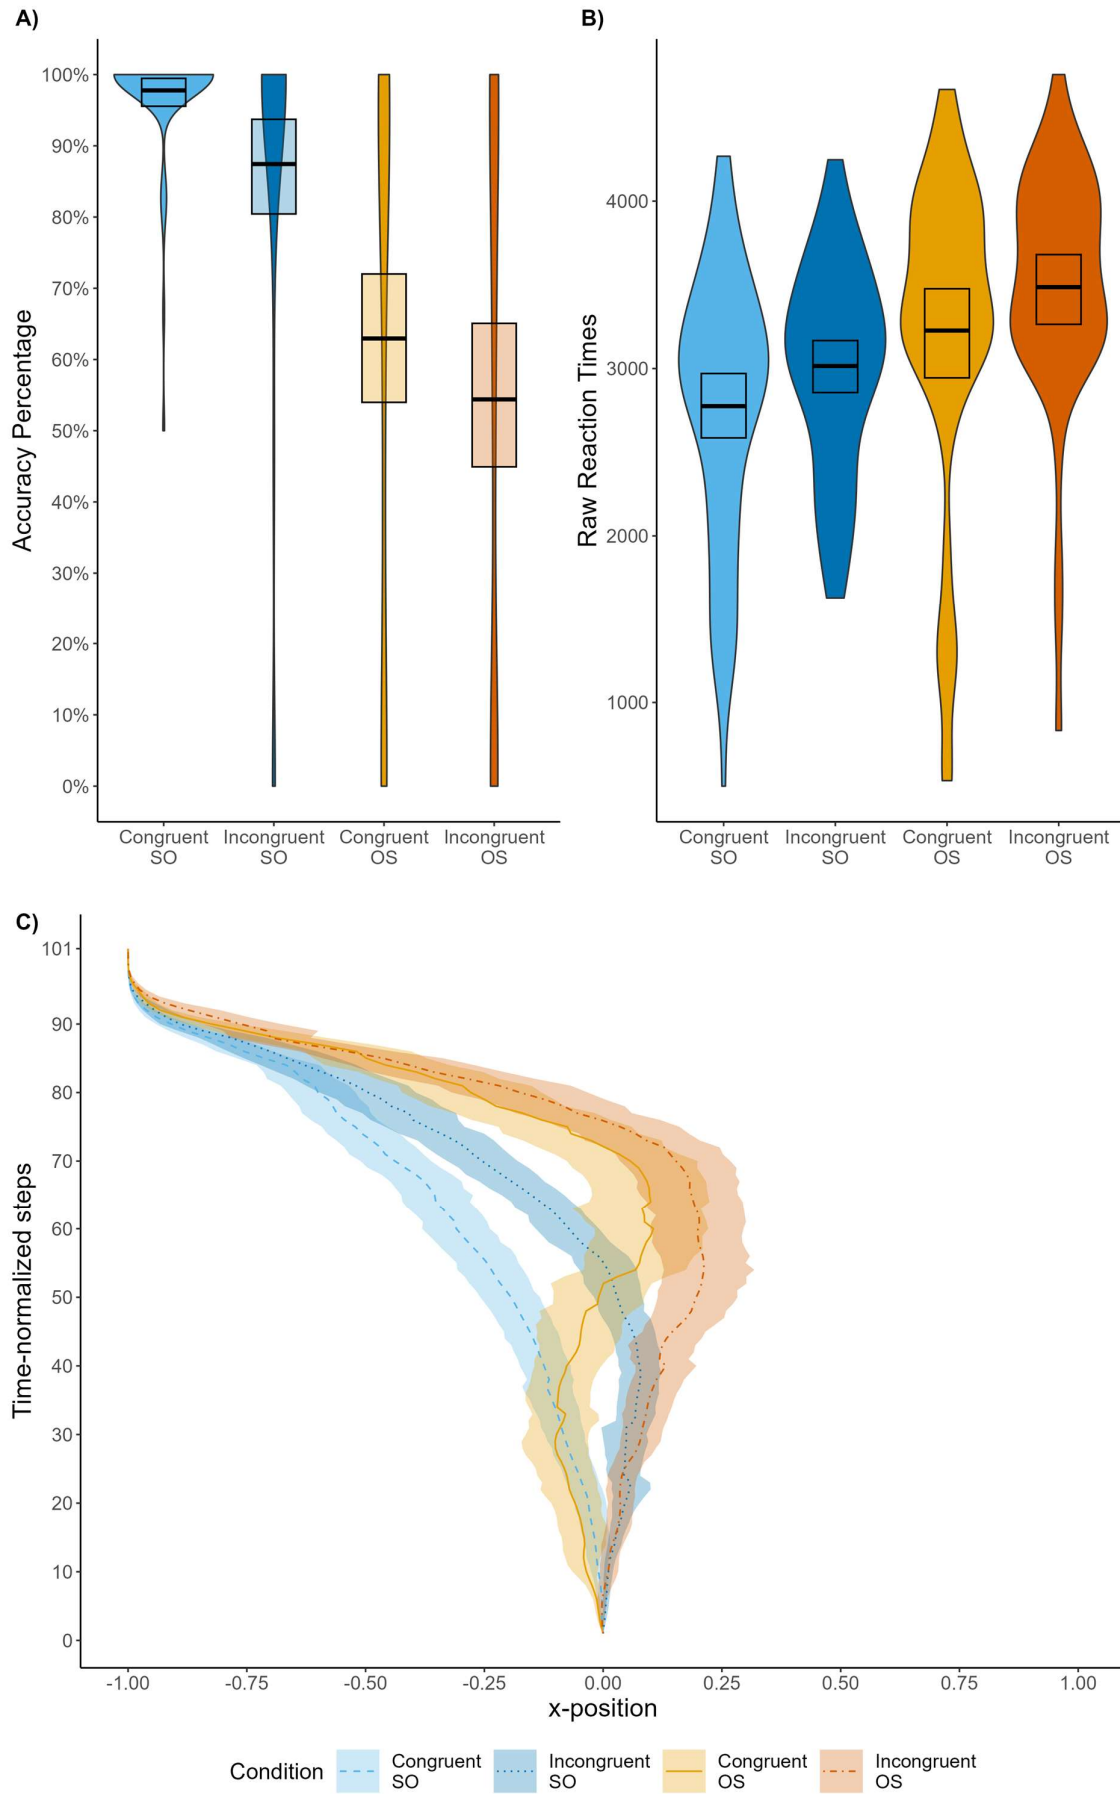 A)
Accuracy Percentage
100%
90%
80%
70%
60%
50%
40%
30%
20%
10%
0%
Congruent SO
Incongruent SO
Congruent OS
Incongruent OS
B)
Raw Reaction Times
4000
3000
2000
1000
Congruent SO
Incongruent SO
Congruent OS
Incongruent OS
C)
Time-normalized steps
101
90
80
70
60
50
40
30
20
10
0
-1.00 -0.75 -0.50 -0.25 0.00 0.25 0.50 0.75 1.00
x-position
Condition
Congruent SO
Incongruent SO
Congruent OS
Incongruent OS